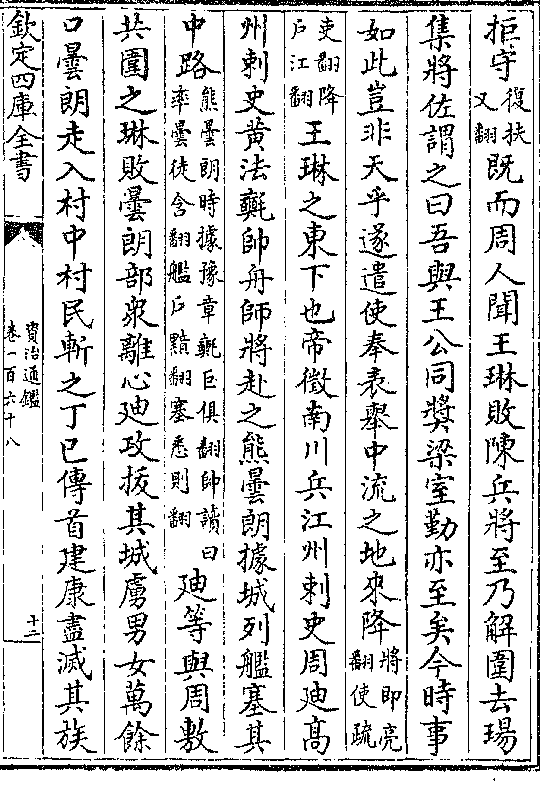 拒守復扶又翻既而周人聞王琳敗陳兵將至乃解圍去瑒
集將佐謂之曰吾與王公同獎梁室勤亦至矣今時事
如此豈非天乎遂遣使奉表舉中流之地來降將即亮翻使疏
吏翻降户江翻王琳之東下也帝徵南川兵江州刺史周廸髙
州刺史黄法𣰰帥舟師將赴之熊曇朗據城列艦塞其
中路熊曇朗時據豫章𣰰巨俱翻帥讀曰率曇徒含翻艦户黯翻塞悉則翻廸等與周敷
共圍之琳敗曇朗部衆離心廸攻拔其城虜男女萬餘
口曇朗走入村中村民斬之丁巳傳首建康盡滅其族
欽定四庫全書
資治通鑑
卷一百六十八
十二